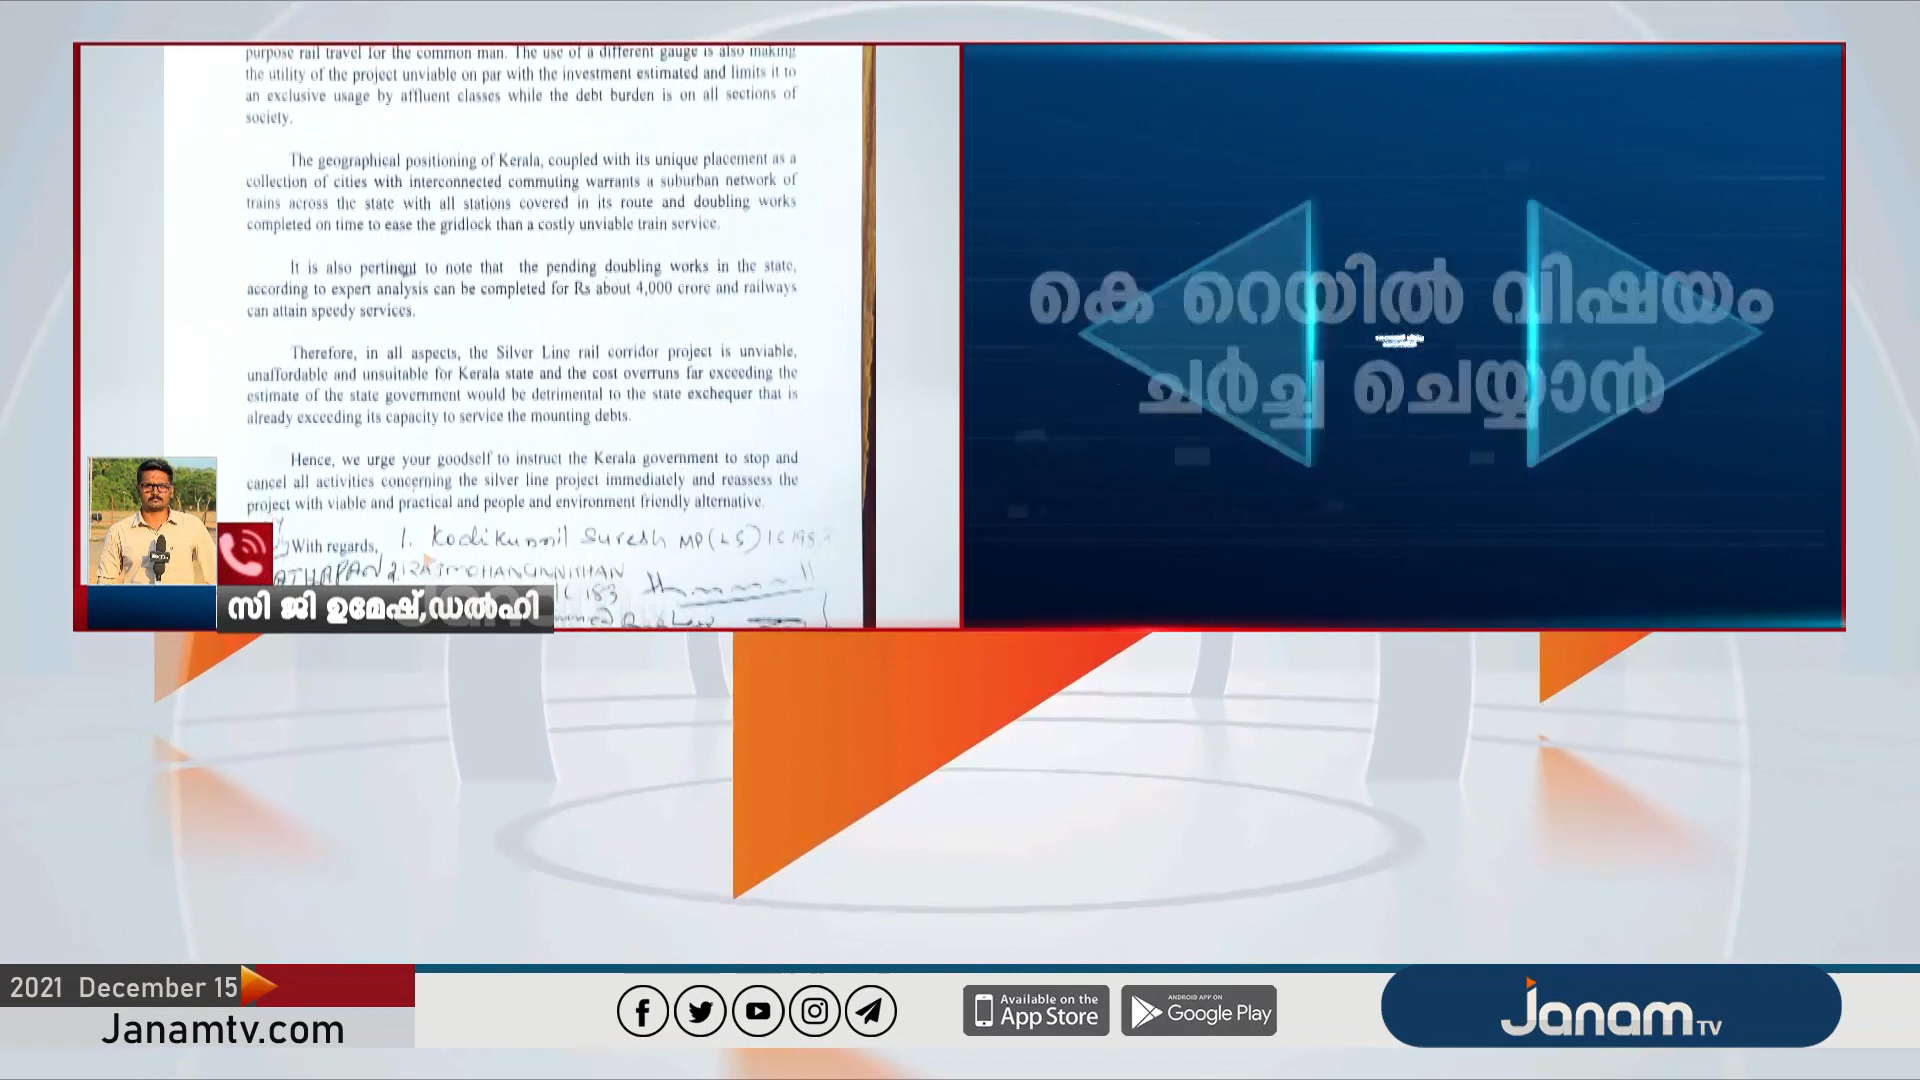 purpose rail travel for the common man. The use of a different gauge is also making
the utility of the project unviable on par with the investment estimated and limits it to
an exclusive usage by affluent classes while the debt burden is on all sections of
society.
The geographical positioning of Kerala, coupled with its unique placement as a
collection of cities with interconnected commuting warrants a suburban network of
trains across the state with all stations covered in its route and doubling works
completed on time to ease the gridlock than a costly unviable train service.
It is also pertinent to note that the pending doubling works in the state,
according to expert analysis can be completed for Rs about 4,000 crore and railways
can attain speedy services.
Therefore, in all aspects, the Silver Line rail corridor project is unviable,
unaffordable and unsuitable for Kerala state and the cost overruns far exceeding the
estimate of the state government would be detrimental to the state exchequer that is
already exceeding its capacity to service the mounting debts.
Hence, we urge your goodself to instruct the Kerala government to stop and
cancel all activities concerning the silver line project immediately and reassess the
project with viable and practical and people and environment friendly alternative.
With regards,
1. Kodikunnil Suresh MP (LS)
സി ജി ഉമേഷ്,ഡൽഹി
കെ റെയിൽ വിഷയം
ചർച്ച ചെയ്യാൻ
2021 December 15
Janamtv.com
Available on the
App Store
ANDROID APP ON
Google Play
Janam TV